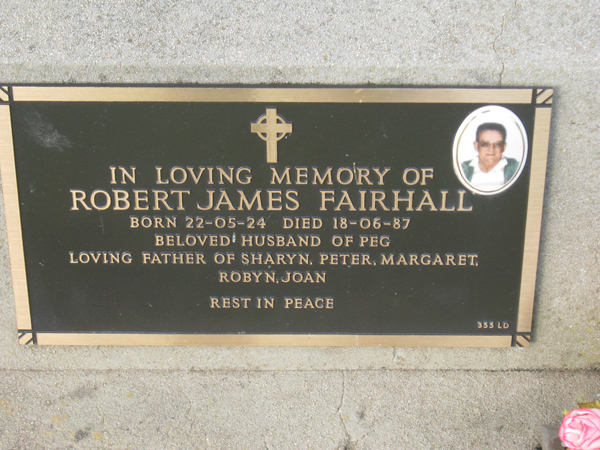 IN LOVING MEMORY OF
ROBERT JAMES FAIRHALL
BORN 22-05-24 DIED 18-06-87
BELOVED HUSBAND OF PEG
LOVING FATHER OF SHARYN, PETER, MARGARET,
ROBYN, JOAN
REST IN PEACE
353 LD